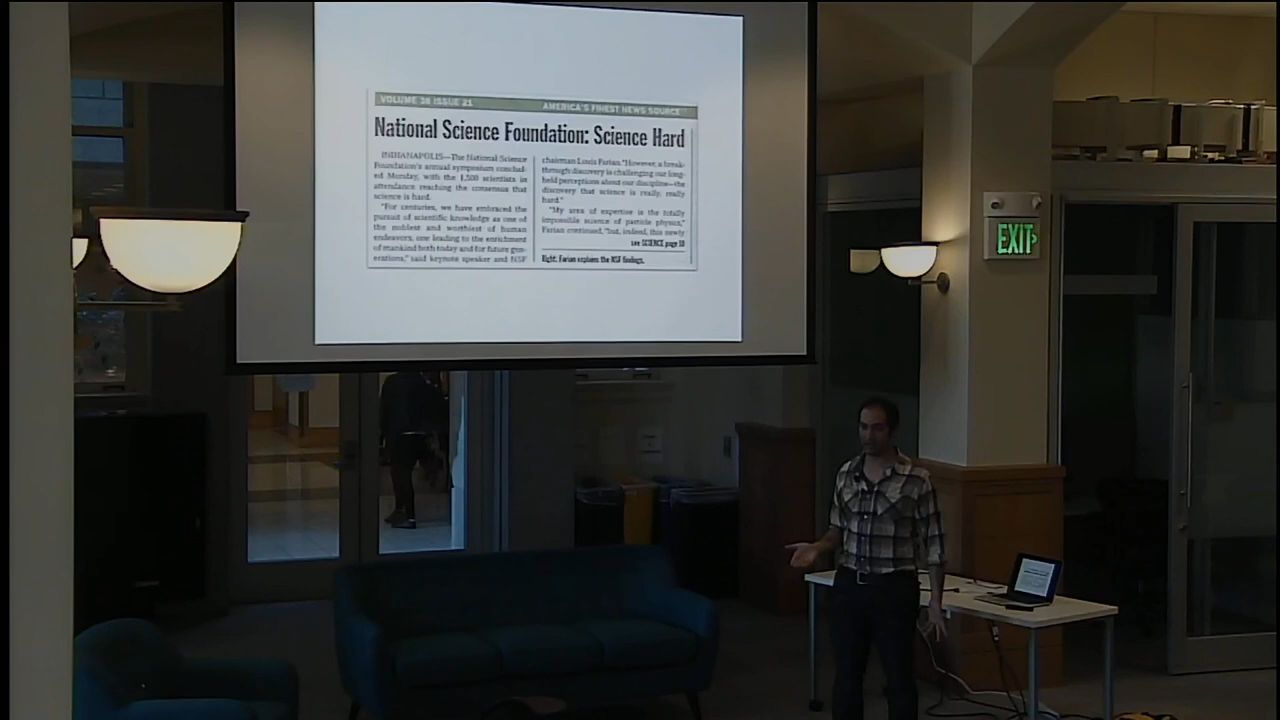 VOLUME 38 ISSUE 21
AMERICA'S FINEST NEWS SOURCE
National Science Foundation: Science Hard
INDIANAPOLIS—The National Science
Foundation's annual symposium conclud-
ed Monday, with the 1,500 scientists in
attendance reaching the consensus that
science is hard.
"For centuries, we have embraced the
pursuit of scientific knowledge as one of
the noblest and worthiest of human
endeavors, one leading to the enrichment
of mankind both today and for future gen-
erations," said keynote speaker and NSF
chairman Louis Farian. "However, a break-
through discovery is challenging our long-
held perceptions about our discipline—the
discovery that science is really, really
hard."
"My area of expertise is the totally
impossible science of particle physics,"
Farian continued, "but, indeed, this newly
see SCIENCE page 10
Right: Farian explains the NSF findings.
EXIT